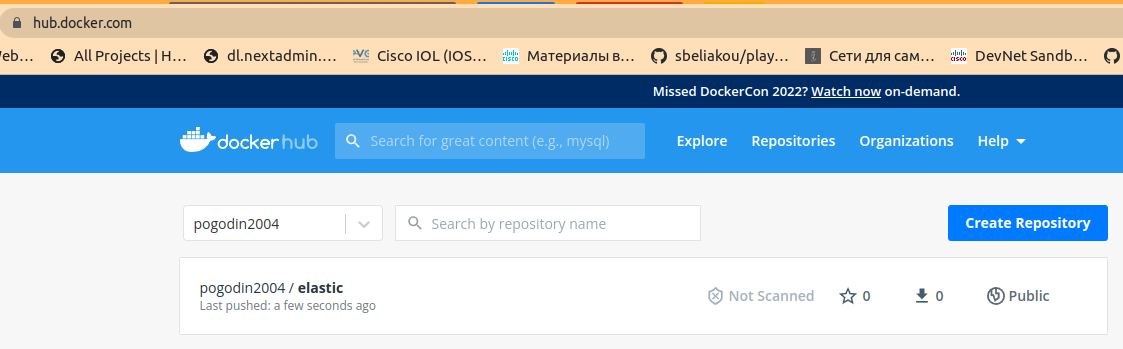 hub.docker.com
Web... All Projects | H... dl.nextadmin.... Cisco IOL (IOS... Материалы в... sbeliakou/play... Сети для сам... DevNet Sandb...
Missed DockerCon 2022? Watch now on-demand.
docker hub Search for great content (e.g., mysql) Explore Repositories Organizations Help
pogodin2004 Search by repository name Create Repository
pogodin2004 / elastic
Last pushed: a few seconds ago
Not Scanned 0 0 Public